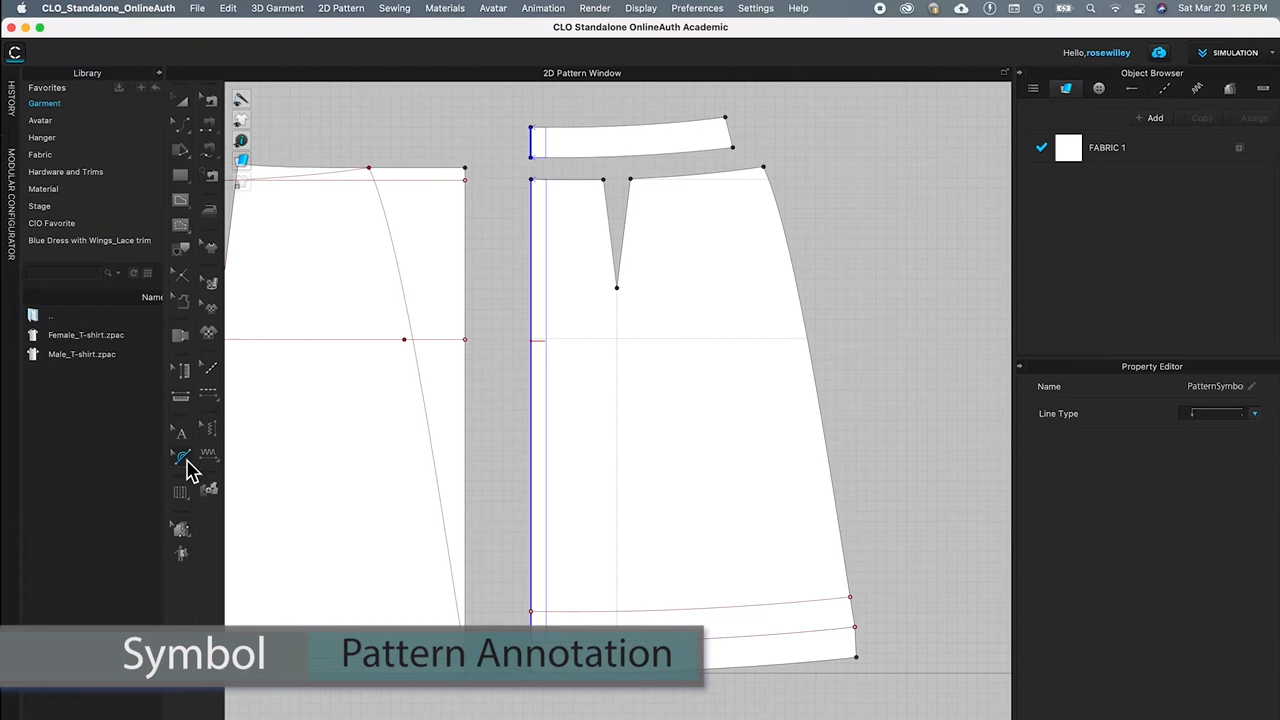 CLO_Standalone_OnlineAuth File Edit 3D Garment 2D Pattern Sewing Materials Avatar Animation Render Display Preferences Settings Help Sat Mar 20 1:26 PM
CLO Standalone OnlineAuth Academic
Hello,rosewilley SIMULATION
Library 2D Pattern Window Object Browser
HISTORY
MODULAR CONFIGURATOR
Favorites
Garment
Avatar
Hanger
Fabric
Hardware and Trims
Material
Stage
ClO Favorite
Blue Dress with Wings_Lace trim
Name
..
Female_T-shirt.zpac
Male_T-shirt.zpac
Add Copy Assign
FABRIC 1
Property Editor
Name PatternSymbo
Line Type
A
Symbol Pattern Annotation